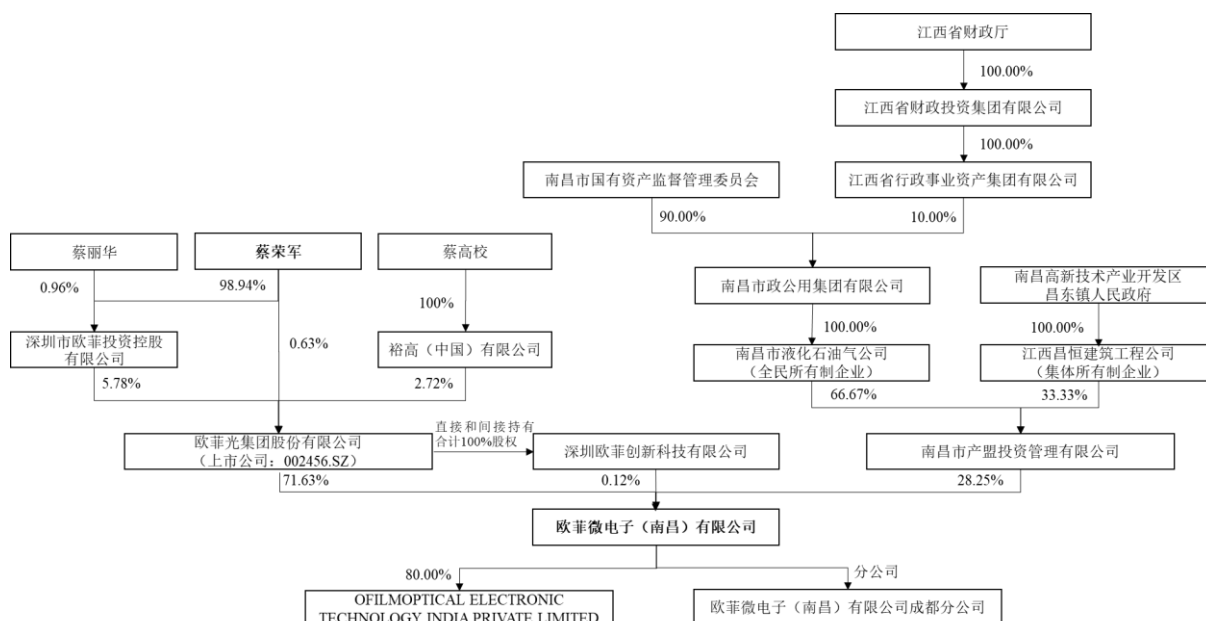 江西省财政厅
100.00%
江西省财政投资集团有限公司
100.00%
南昌市国有资产监督管理委员会
江西省行政事业资产集团有限公司
90.00%
10.00%
蔡丽华
蔡荣军
蔡高校
南昌市政公用集团有限公司
南昌高新技术产业开发区
昌东镇人民政府
0.96%
98.94%
100%
100.00%
100.00%
深圳市欧菲投资控股
有限公司
0.63%
裕高（中国）有限公司
南昌市液化石油气公司
（全民所有制企业）
江西昌恒建筑工程公司
（集体所有制企业）
5.78%
2.72%
66.67%
33.33%
欧菲光集团股份有限公司
（上市公司：002456.SZ）
直接和间接持有
合计100%股权
深圳欧菲创新科技有限公司
南昌市产盟投资管理有限公司
71.63%
0.12%
28.25%
欧菲微电子（南昌）有限公司
80.00%
分公司
OFILMOPTICAL ELECTRONIC
TECHNOLOGY INDIA PRIVATE LIMITED
欧菲微电子（南昌）有限公司成都分公司